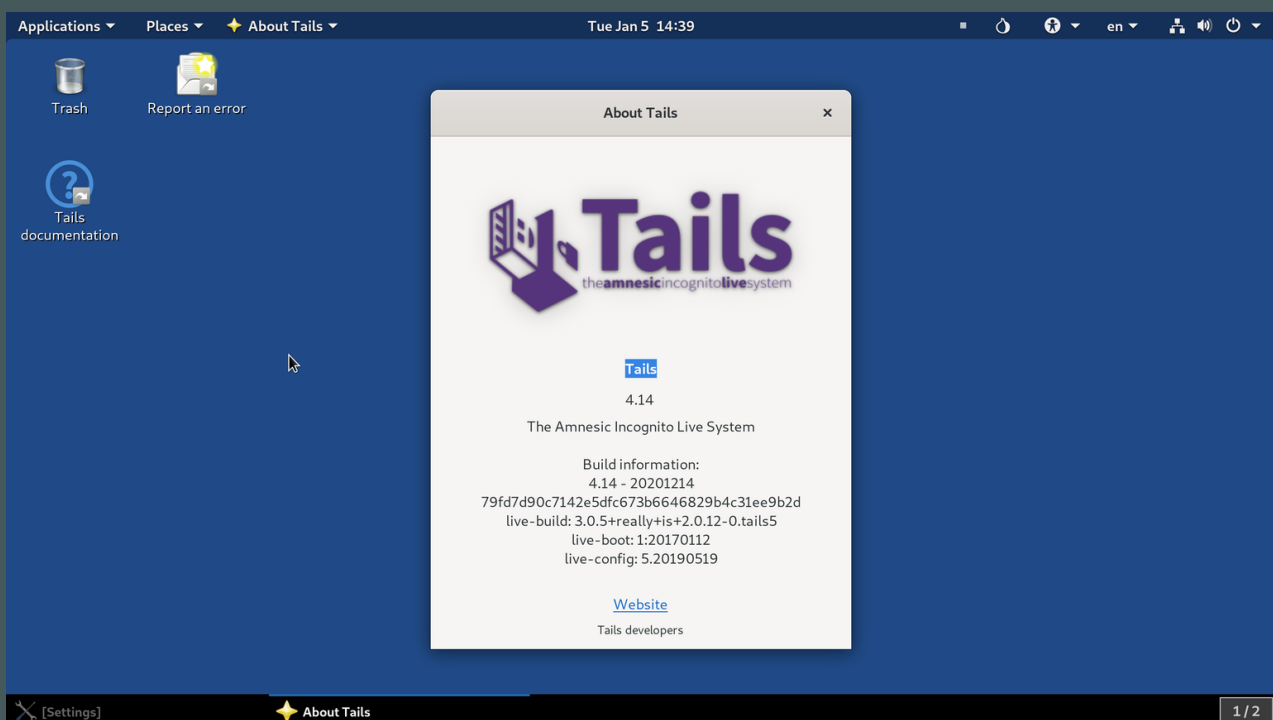 Applications
Places
About Tails
Tue Jan 5 14:39
en
Trash
Report an error
Tails
documentation
About Tails
Tails
theamnesicincognitolivesystem
Tails
4.14
The Amnesic Incognito Live System
Build information:
4.14 - 20201214
79fd7d90c7142e5dfc673b6646829b4c31ee9b2d
live-build: 3.0.5+really+is+2.0.12-0.tails5
live-boot: 1:20170112
live-config: 5.20190519
Website
Tails developers
[Settings]
About Tails
1 / 2